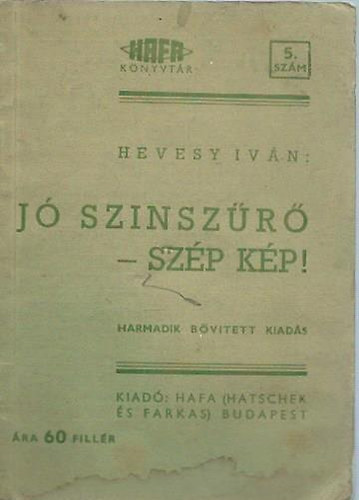 HAFA
KÖNYVTÁR
5.
SZÁM
HEVESY IVÁN:
JÓ SZINSZŰRŐ
– SZÉP KÉP!
HARMADIK BŐVITETT KIADÁS
KIADÓ: HAFA (HATSCHEK
ÉS FARKAS) BUDAPEST
ÁRA 60 FILLÉR